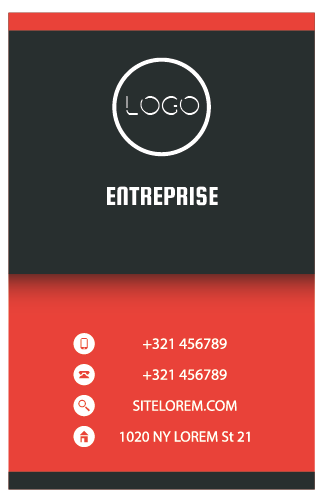 LOGO
ENTREPRISE
+321 456789
+321 456789
SITELOREM.COM
1020 NY LOREM St 21